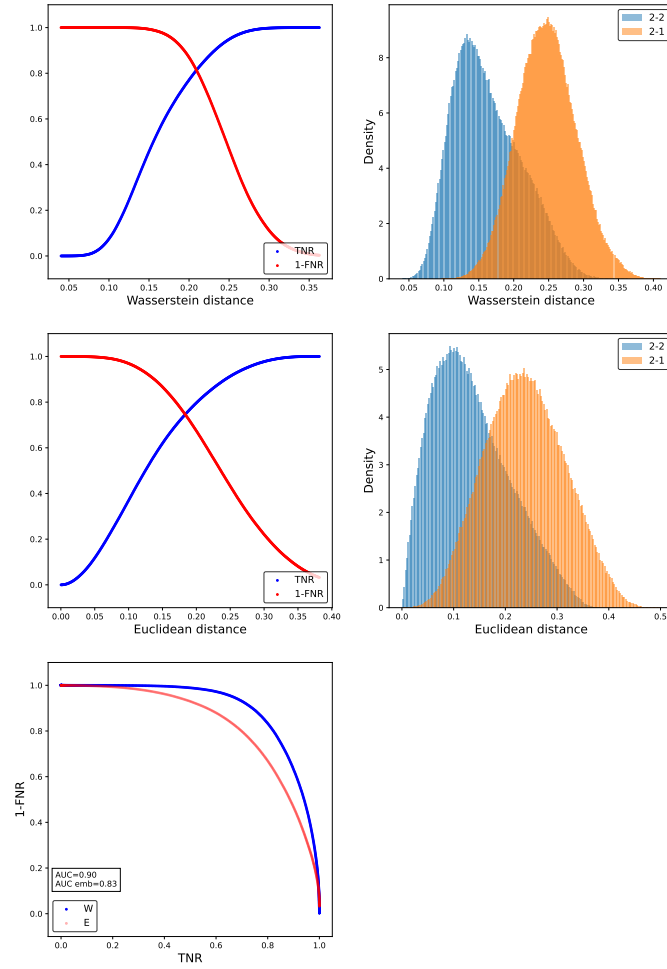 1.0
0.8
0.6
0.4
0.2
0.0
0.05 0.10 0.15 0.20 0.25 0.30 0.35
Wasserstein distance
TNR
1-FNR
8
6
4
2
0
Density
0.05 0.10 0.15 0.20 0.25 0.30 0.35 0.40
Wasserstein distance
2-2
2-1
1.0
0.8
0.6
0.4
0.2
0.0
0.00 0.05 0.10 0.15 0.20 0.25 0.30 0.35 0.40
Euclidean distance
TNR
1-FNR
5
4
3
2
1
0
Density
0.0 0.1 0.2 0.3 0.4 0.5
Euclidean distance
2-2
2-1
1.0
0.8
0.6
0.4
0.2
0.0
1-FNR
AUC=0.90
AUC emb=0.83
W
E
0.0 0.2 0.4 0.6 0.8 1.0
TNR